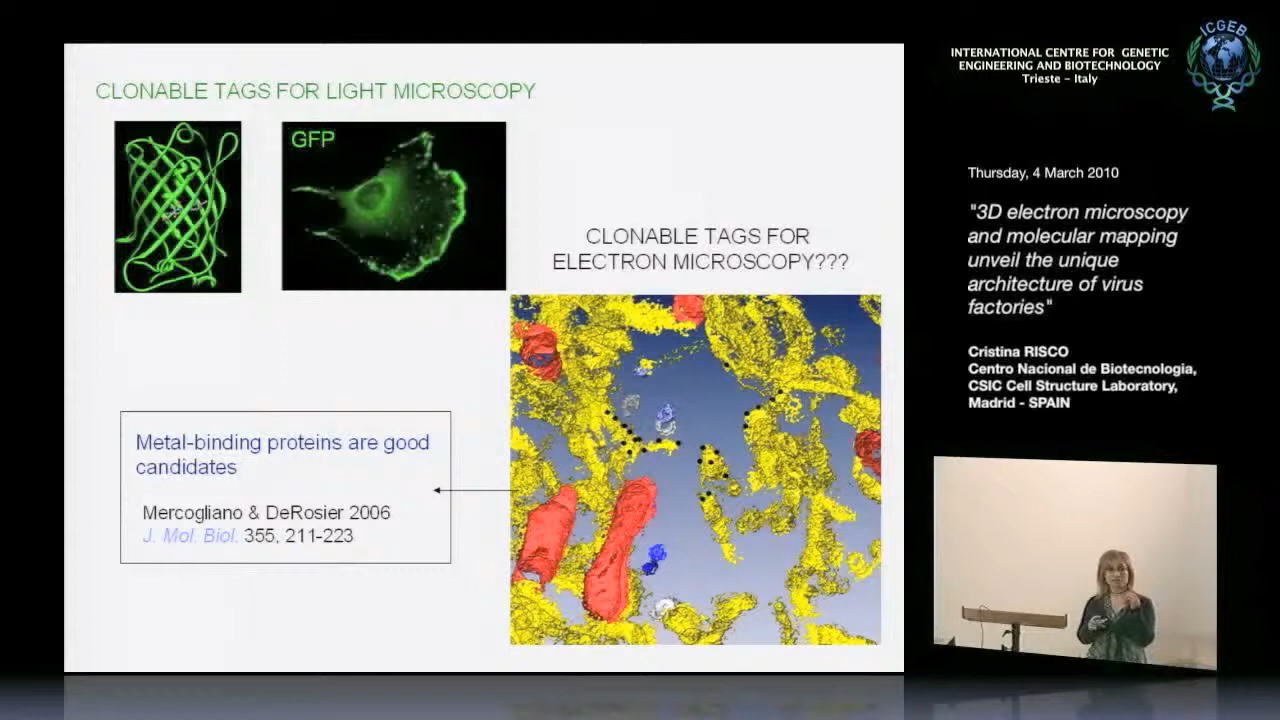 CLONABLE TAGS FOR LIGHT MICROSCOPY
GFP
CLONABLE TAGS FOR
ELECTRON MICROSCOPY???
Metal-binding proteins are good
candidates
Mercogliano & DeRosier 2006
J. Mol. Biol. 355, 211-223
INTERNATIONAL CENTRE FOR GENETIC
ENGINEERING AND BIOTECHNOLOGY
Trieste - Italy
ICGEB
Thursday, 4 March 2010
"3D electron microscopy
and molecular mapping
unveil the unique
architecture of virus
factories"
Cristina RISCO
Centro Nacional de Biotecnologia,
CSIC Cell Structure Laboratory,
Madrid - SPAIN